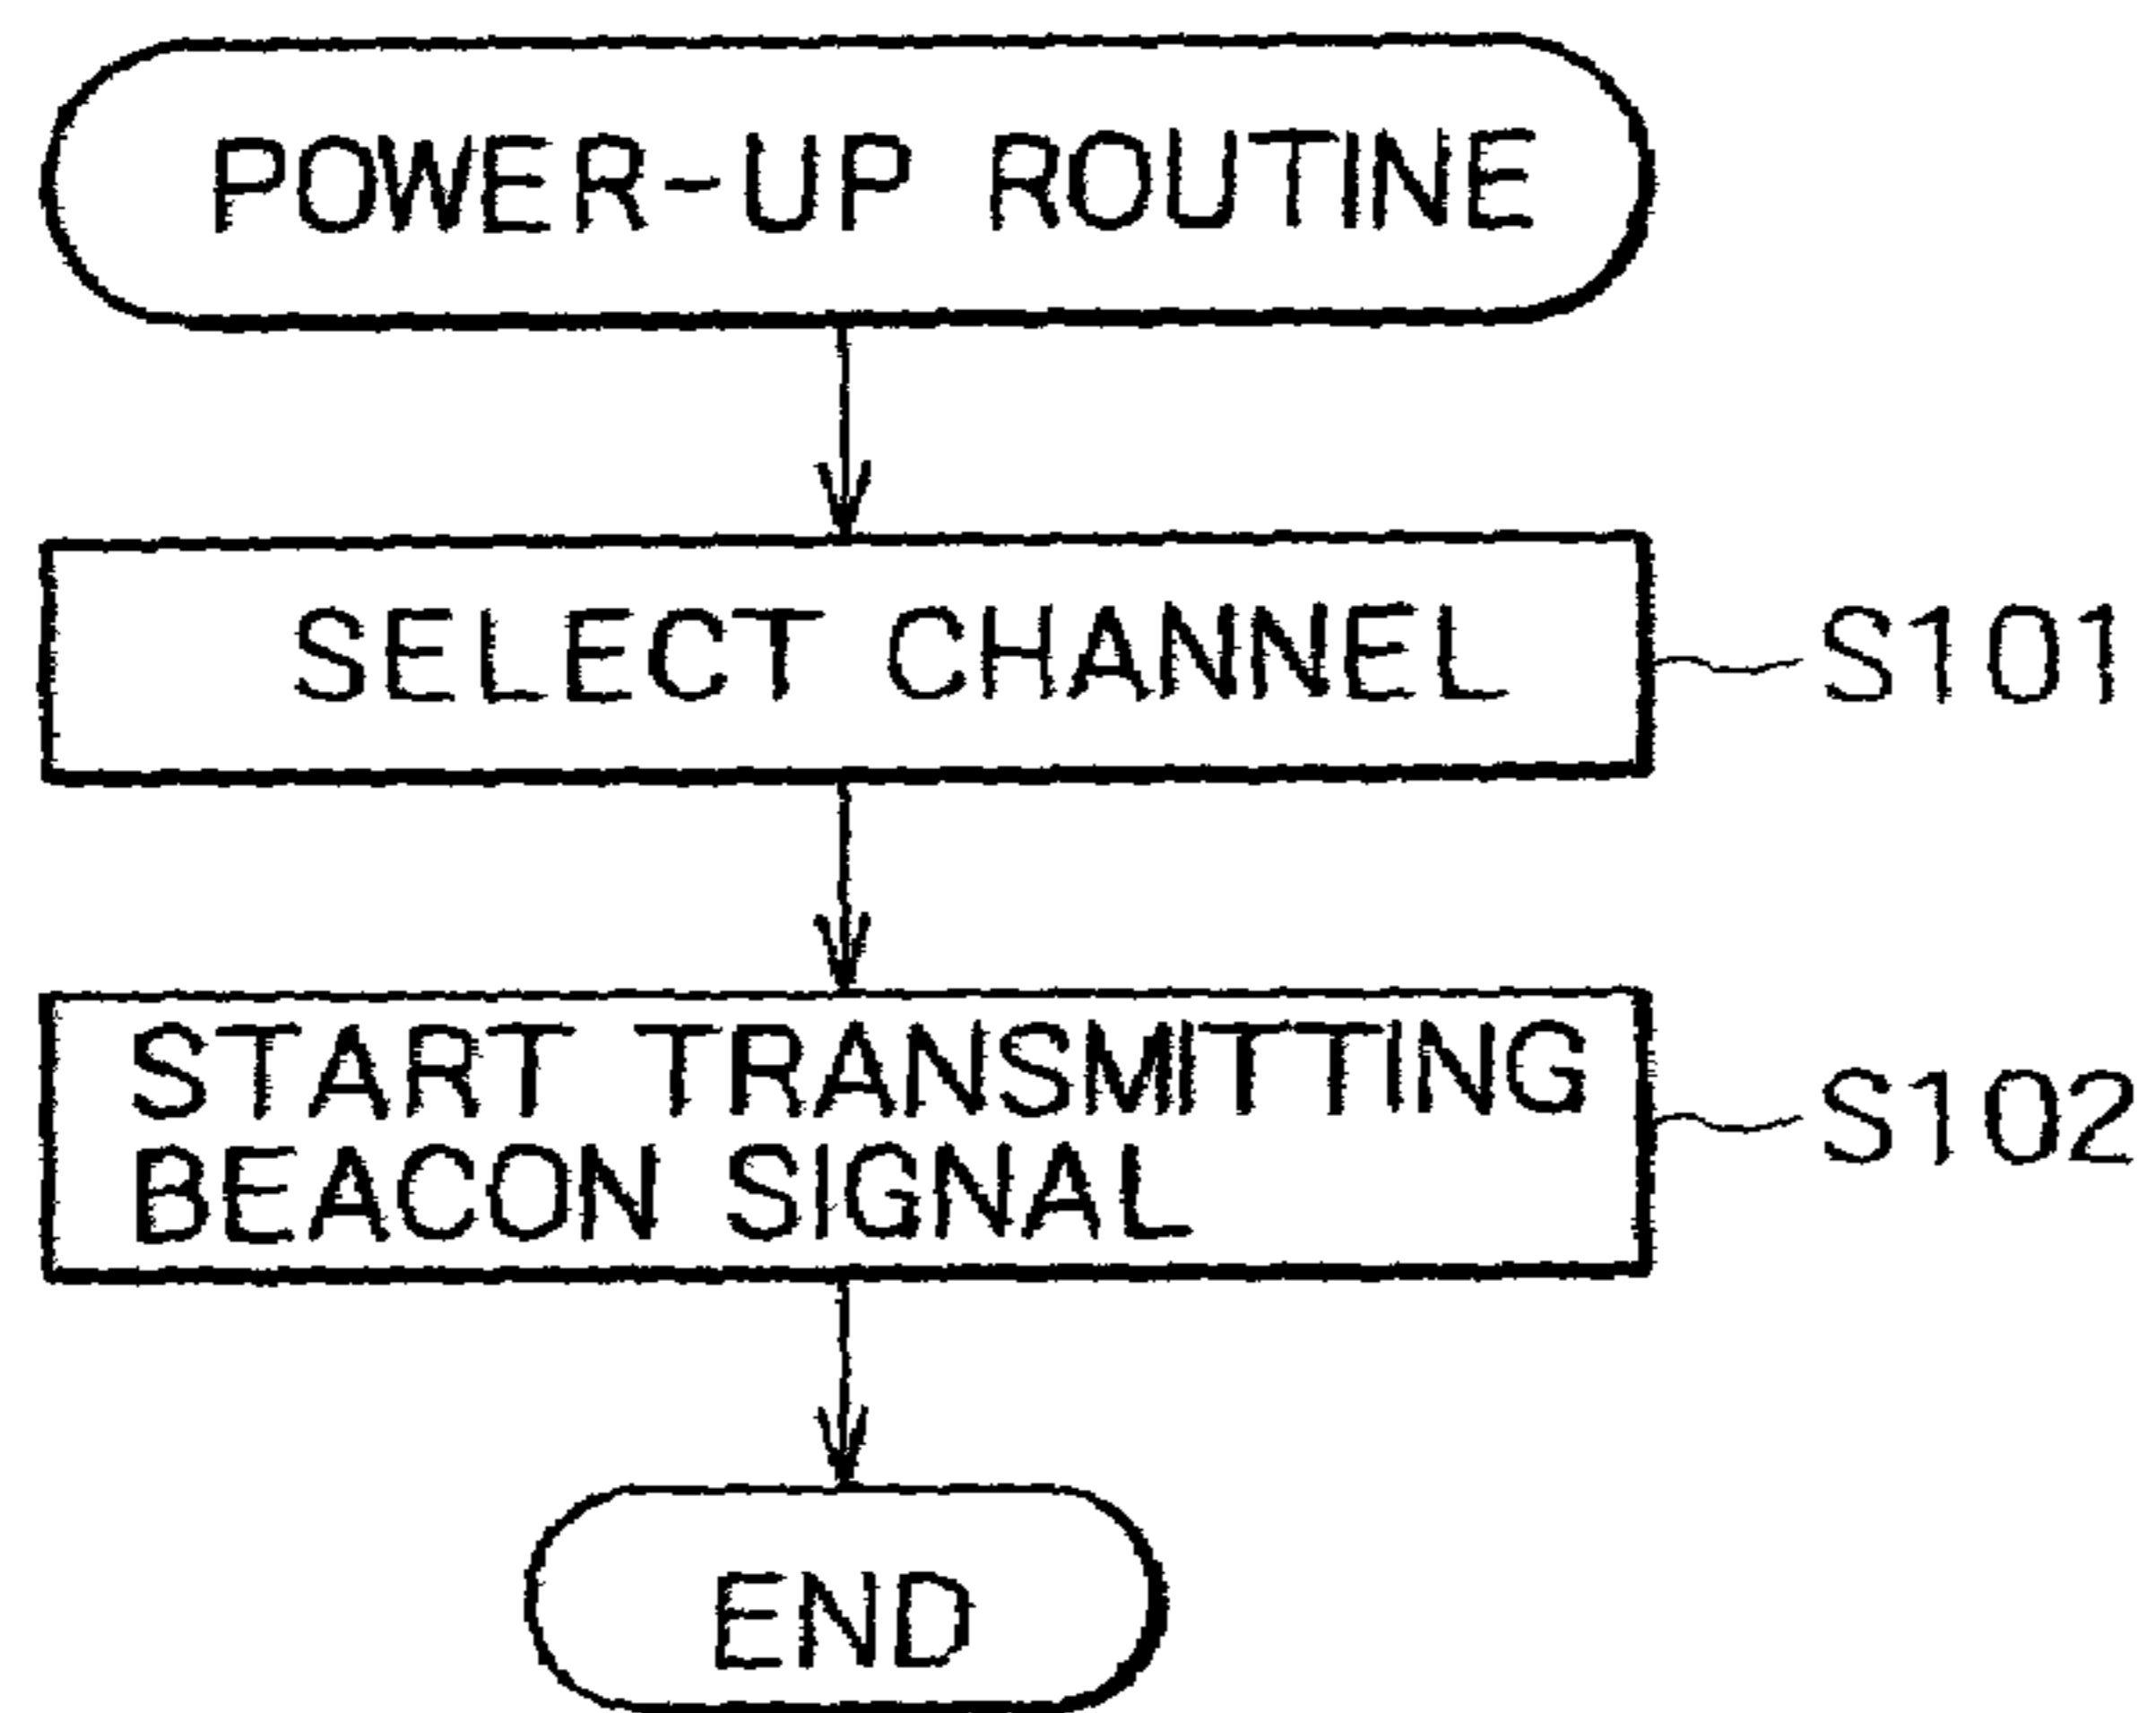 POWER-UP ROUTINE
SELECT CHANNEL
S101
START TRANSMITTING
BEACON SIGNAL
S102
END